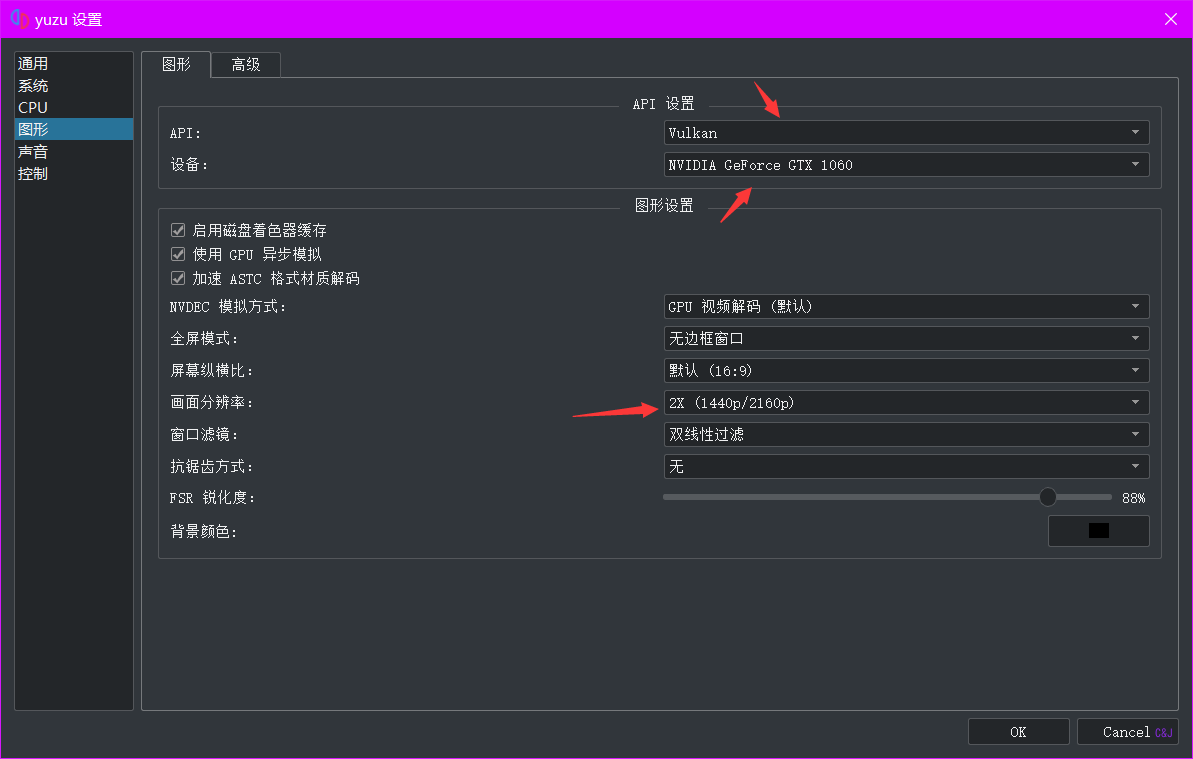 yuzu 设置
通用
系统
CPU
图形
声音
控制
图形
高级
API 设置
API:
Vulkan
设备:
NVIDIA GeForce GTX 1060
图形设置
启用磁盘着色器缓存
使用 GPU 异步模拟
加速 ASTC 格式材质解码
NVDEC 模拟方式:
GPU 视频解码 (默认)
全屏模式:
无边框窗口
屏幕纵横比:
默认 (16:9)
画面分辨率:
2X (1440p/2160p)
窗口滤镜:
双线性过滤
抗锯齿方式:
无
FSR 锐化度:
88%
背景颜色:
OK
Cancel
C&J